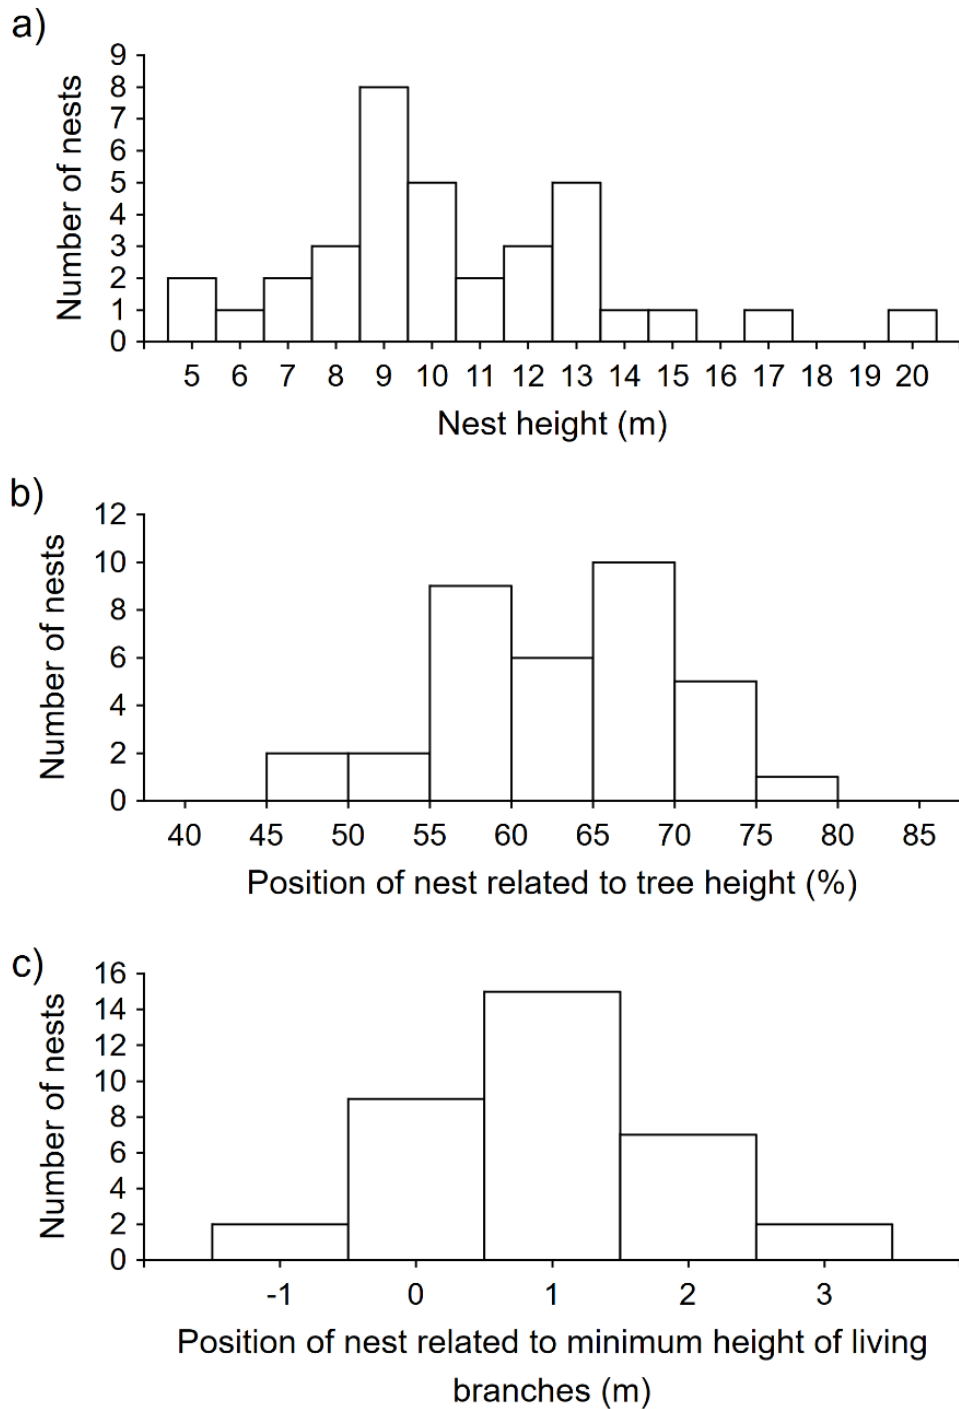 a)
Number of nests
9
8
7
6
5
4
3
2
1
0
5 6 7 8 9 10 11 12 13 14 15 16 17 18 19 20
Nest height (m)
b)
Number of nests
12
10
8
6
4
2
0
40 45 50 55 60 65 70 75 80 85
Position of nest related to tree height (%)
c)
Number of nests
16
14
12
10
8
6
4
2
0
-1 0 1 2 3
Position of nest related to minimum height of living
branches (m)